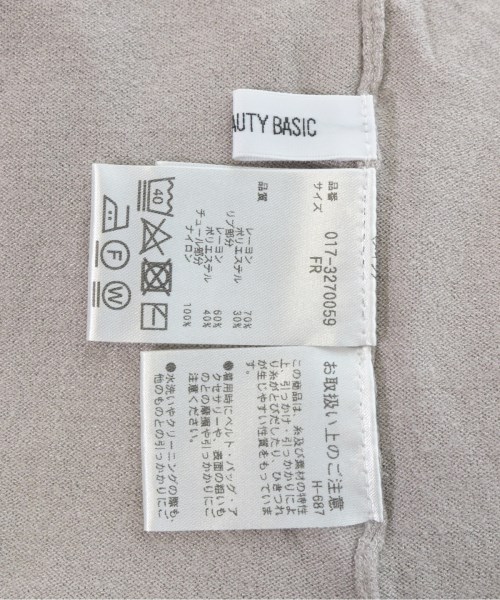 AUTY BASIC
品番 017-3270059
サイズ FR
品質
レーヨン 70%
ポリエステル 30%
リブ部分
レーヨン 60%
ポリエステル 40%
チュール部分
ナイロン 100%
40
F
W
お取扱い上のご注意
H-687
この商品は、糸及び素材の特性
上、引っかけ・引っかかりによ
り糸がとびだしたり、ひきつれ
が生じやすい性質をもっていま
す。
●着用時にベルト・バッグ・ア
クセサリーや、表面の粗いも
のとの摩擦や引っかかりにご
注意ください。
●水洗いやクリーニングの際も、
他のものとの引っかかりにご